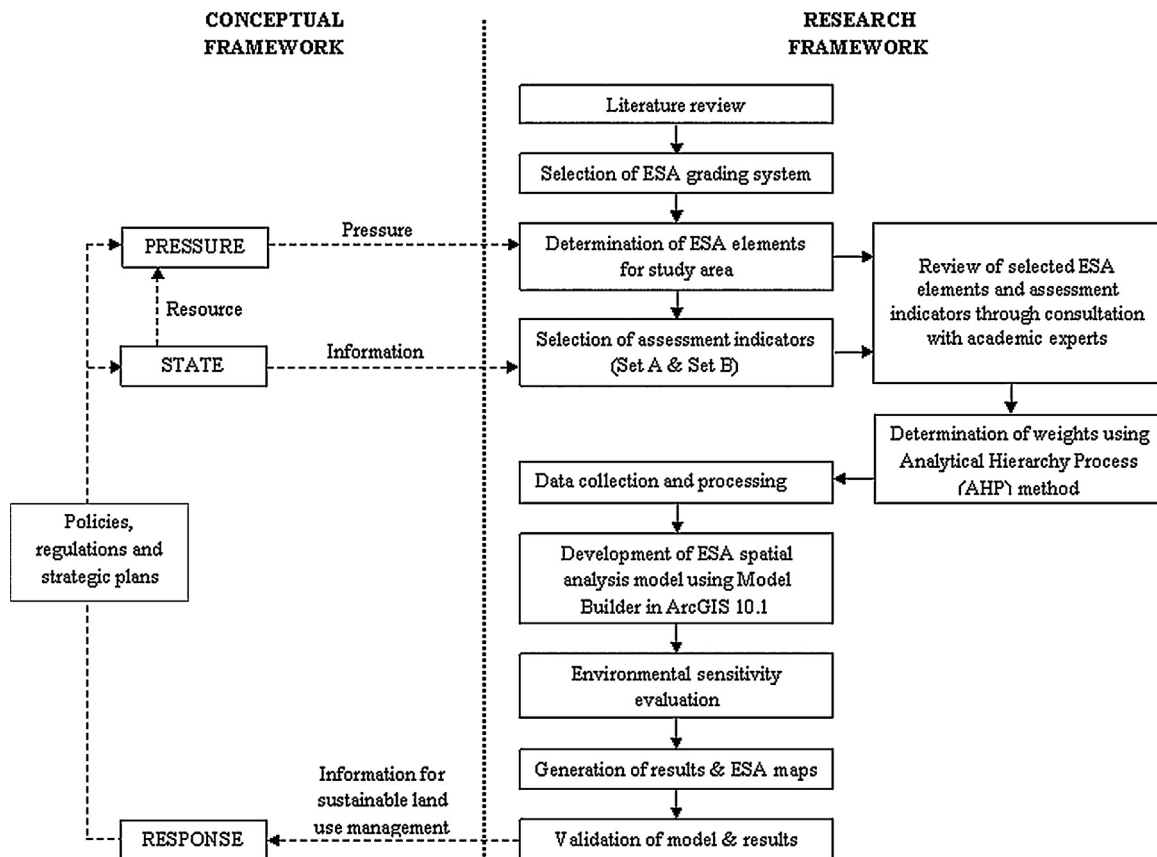 CONCEPTUAL
FRAMEWORK
RESEARCH
FRAMEWORK
Literature review
Selection of ESA grading system
Pressure
PRESSURE
Determination of ESA elements
for study area
Review of selected ESA
elements and assessment
indicators through consultation
with academic experts
Resource
Information
STATE
Selection of assessment indicators
(Set A & Set B)
Determination of weights using
Analytical Hierarchy Process
(AHP) method
Data collection and processing
Policies,
regulations and
strategic plans
Development of ESA spatial
analysis model using Model
Builder in ArcGIS 10.1
Environmental sensitivity
evaluation
Generation of results & ESA maps
Information for
sustainable land
use management
RESPONSE
Validation of model & results